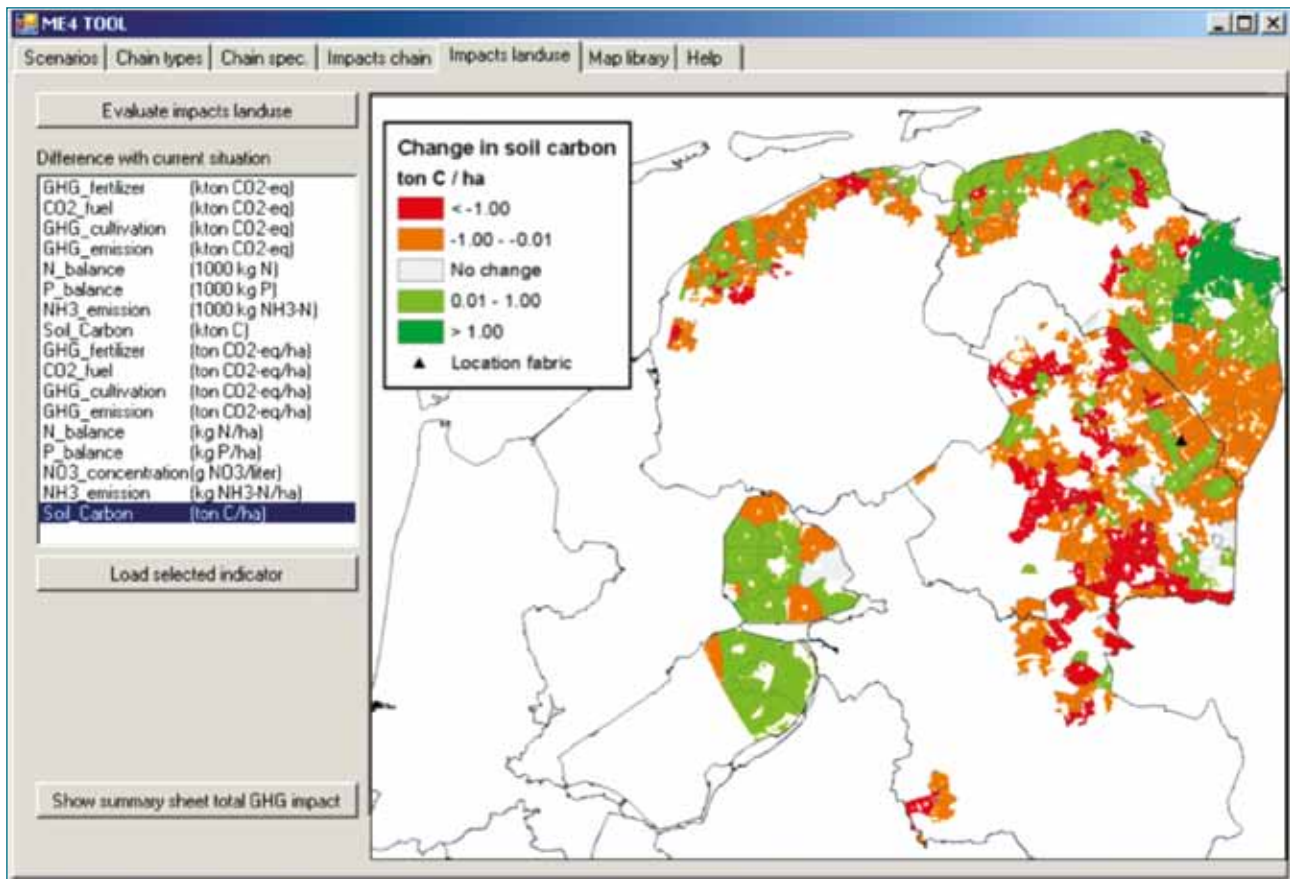 ME4 TOOL
Scenarios Chain types Chain spec. Impacts chain Impacts landuse Map library Help
Evaluate impacts landuse
Difference with current situation
GHG_fertilizer (kton CO2-eq)
CO2_fuel (kton CO2-eq)
GHG_cultivation (kton CO2-eq)
GHG_emission (kton CO2-eq)
N_balance (1000 kg N)
P_balance (1000 kg P)
NH3_emission (1000 kg NH3-N)
Soil_Carbon (kton C)
GHG_fertilizer (ton CO2-eq/ha)
CO2_fuel (ton CO2-eq/ha)
GHG_cultivation (ton CO2-eq/ha)
GHG_emission (ton CO2-eq/ha)
N_balance (kg N/ha)
P_balance (kg P/ha)
NO3_concentration(g NO3/liter)
NH3_emission (kg NH3-N/ha)
Soil_Carbon (ton C/ha)
Load selected indicator
Show summary sheet total GHG impact
Change in soil carbon
ton C / ha
< -1.00
-1.00 - -0.01
No change
0.01 - 1.00
> 1.00
Location fabric